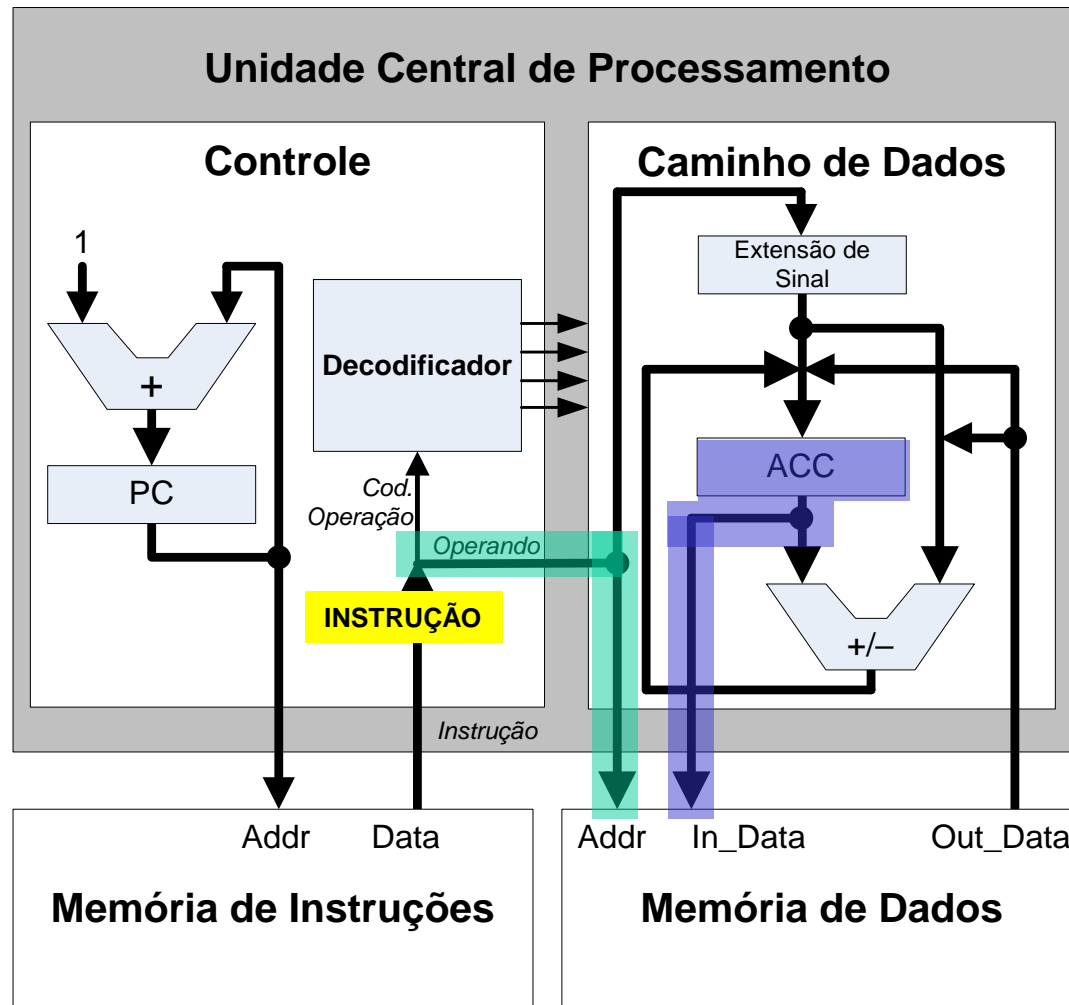 Unidade Central de Processamento
Controle
Caminho de Dados
1
+
PC
Decodificador
Cod.
Operação
Operando
INSTRUÇÃO
Instrução
Extensão de
Sinal
ACC
+/–
Addr
Data
Addr
In_Data
Out_Data
Memória de Instruções
Memória de Dados